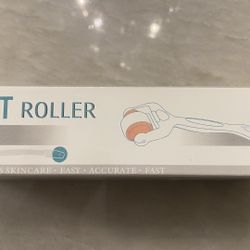 T ROLLER
SKINCARE • EASY • ACCURATE • FAST